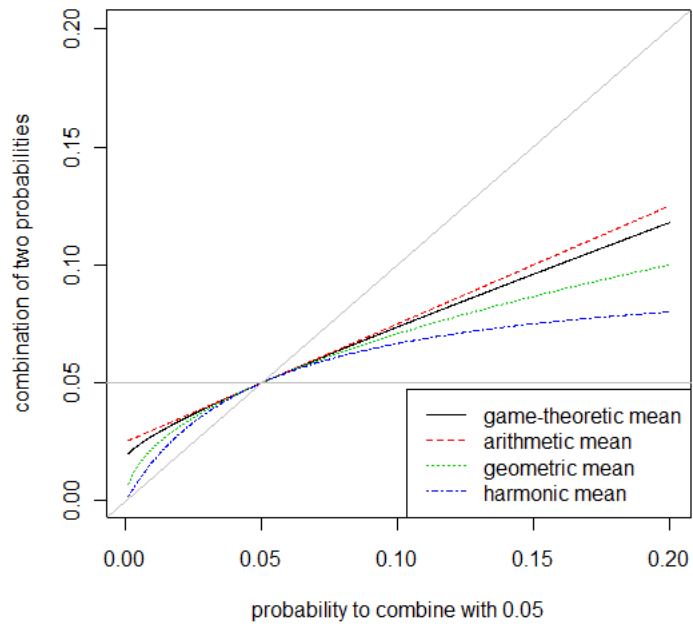 combination of two probabilities
0.20
0.15
0.10
0.05
0.00
game-theoretic mean
arithmetic mean
geometric mean
harmonic mean
0.00 0.05 0.10 0.15 0.20
probability to combine with 0.05